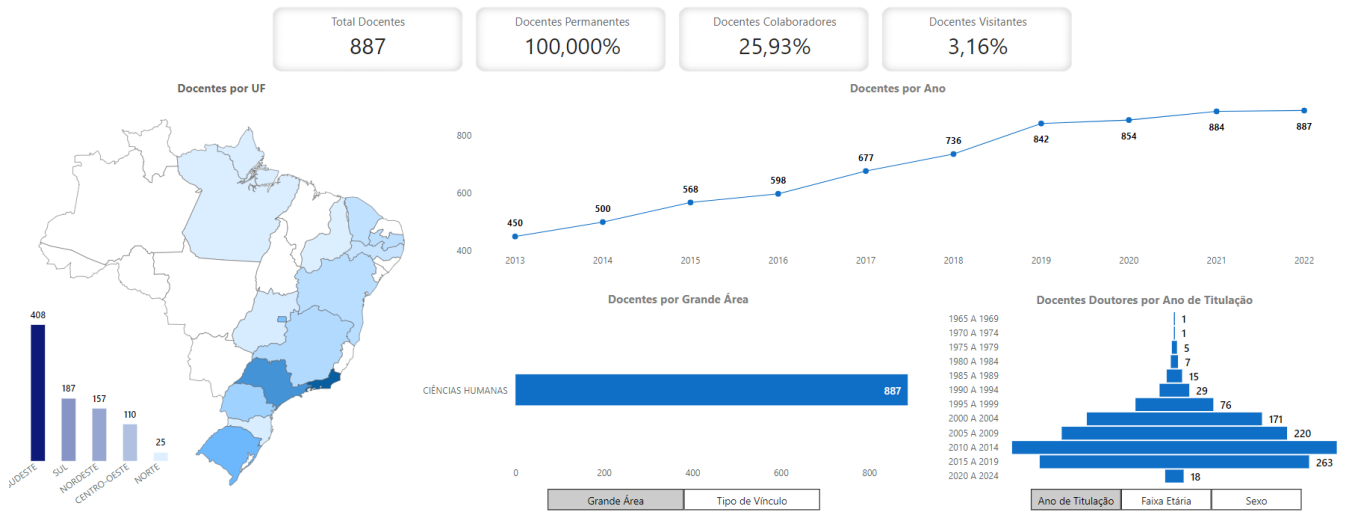 Total Docentes
887
Docentes Permanentes
100,000%
Docentes Colaboradores
25,93%
Docentes Visitantes
3,16%
Docentes por UF
408
187
157
110
25
SUL
NORDESTE
CENTRO-OESTE
NORTE
Docentes por Ano
800
600
400
450
500
568
598
677
736
842
854
884
887
2013
2014
2015
2016
2017
2018
2019
2020
2021
2022
Docentes por Grande Área
CIÊNCIAS HUMANAS
887
0
200
400
600
800
Grande Área
Tipo de Vínculo
Docentes Doutores por Ano de Titulação
1965 A 1969
1
1970 A 1974
1
1975 A 1979
5
1980 A 1984
7
1985 A 1989
15
1990 A 1994
29
1995 A 1999
76
2000 A 2004
171
2005 A 2009
220
2010 A 2014
2015 A 2019
263
2020 A 2024
18
Ano de Titulação
Faixa Etária
Sexo